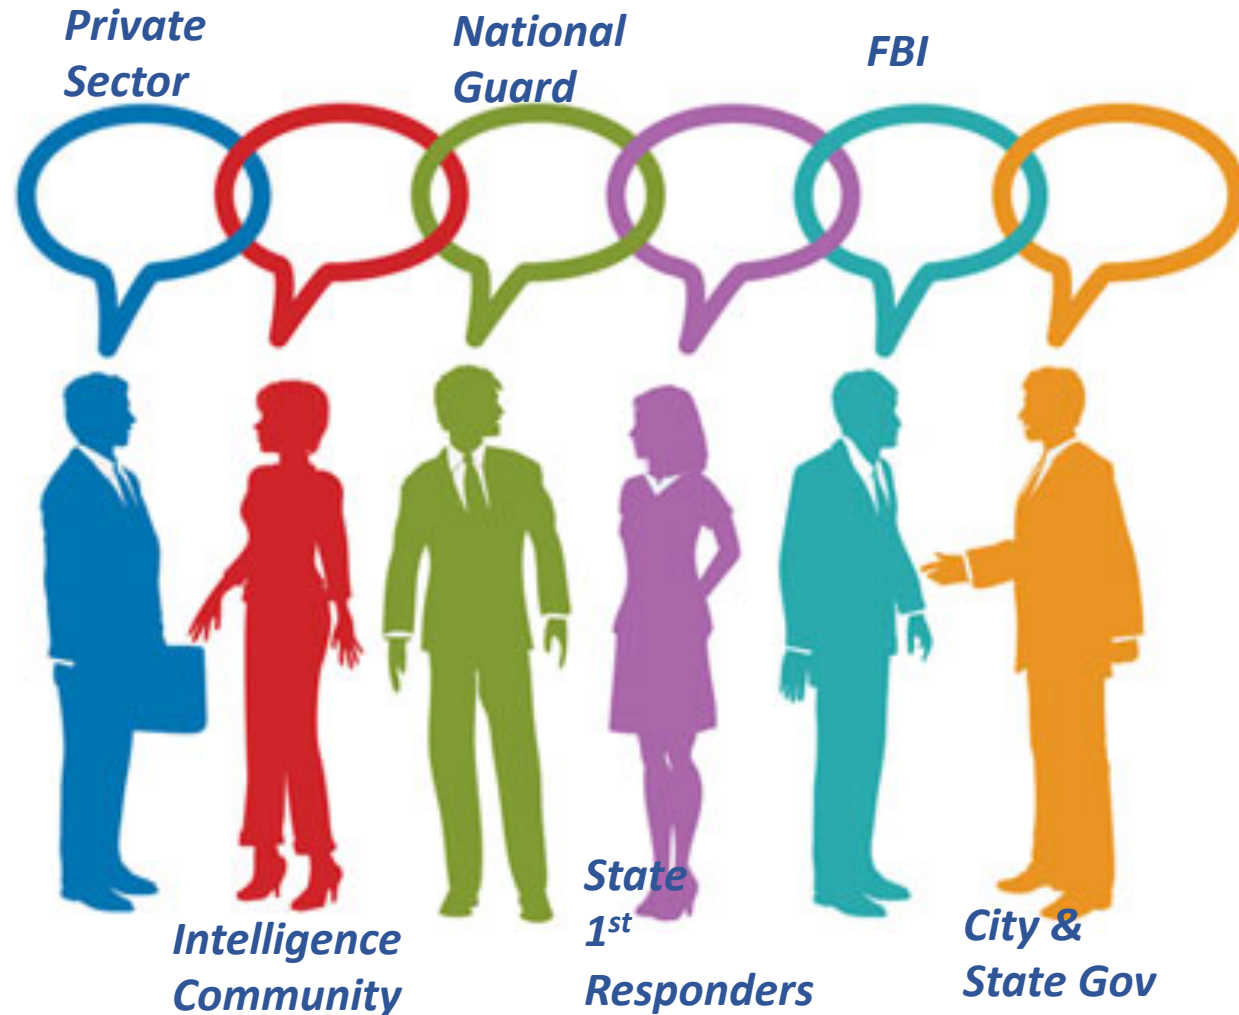 Private
Sector
National
Guard
FBI
Intelligence
Community
State
1st
Responders
City &
State Gov